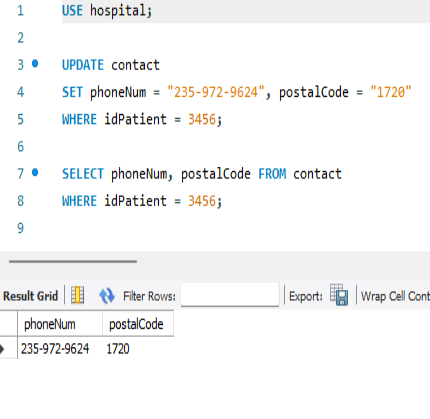 1 USE hospital;
2
3 UPDATE contact
4 SET phoneNum = "235-972-9624", postalCode = "1720"
5 WHERE idPatient = 3456;
6
7 SELECT phoneNum, postalCode FROM contact
8 WHERE idPatient = 3456;
9
Result Grid Filter Rows: Export: Wrap Cell Cont
phoneNum postalCode
235-972-9624 1720